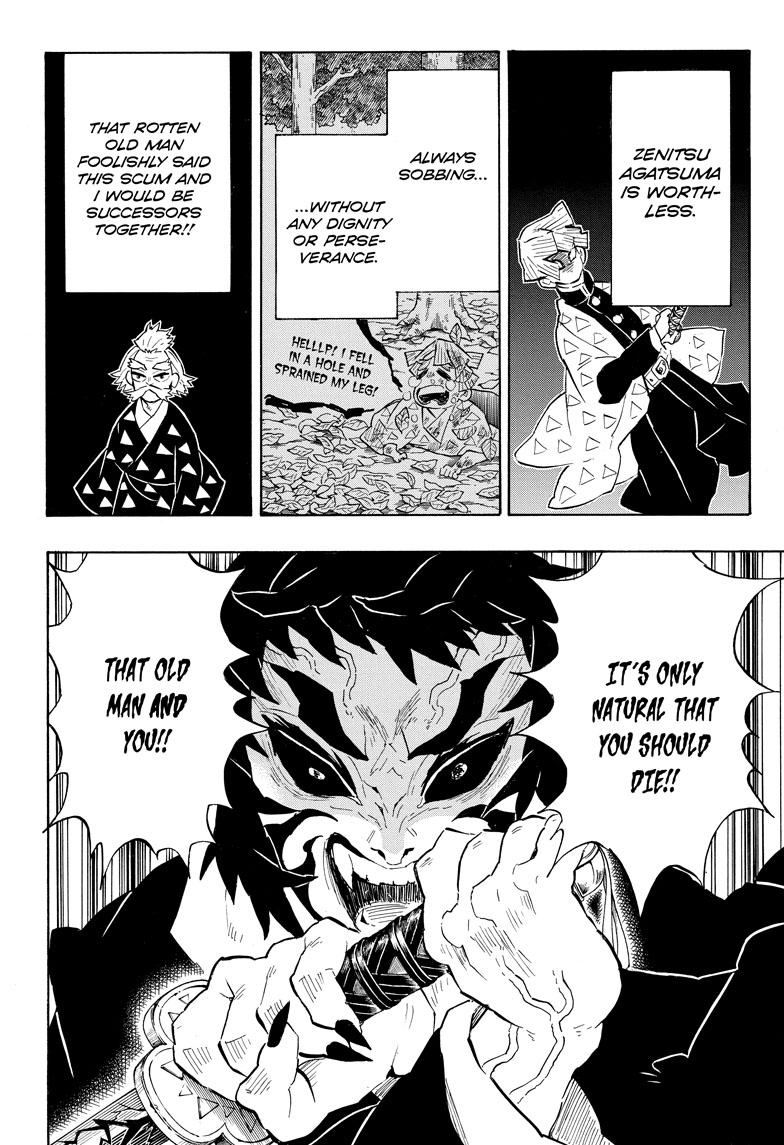 ZENITSU
AGATSUMA
IS WORTH-
LESS.
ALWAYS
SOBBING...
...WITHOUT
ANY DIGNITY
OR PERSE-
VERANCE.
HELLLP! I FELL
IN A HOLE AND
SPRAINED MY LEG!
THAT ROTTEN
OLD MAN
FOOLISHLY SAID
THIS SCUM AND
I WOULD BE
SUCCESSORS
TOGETHER!!
IT'S ONLY
NATURAL THAT
YOU SHOULD
DIE!!
THAT OLD
MAN AND
YOU!!